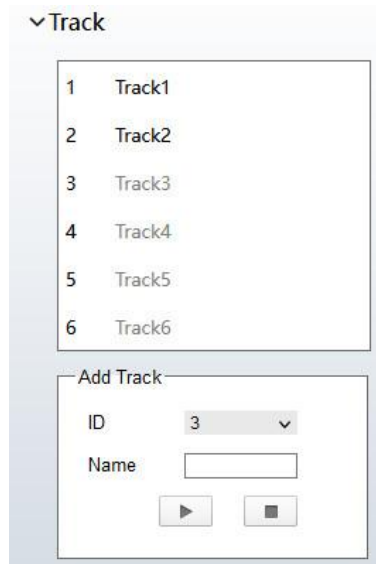 Track
1 Track1
2 Track2
3 Track3
4 Track4
5 Track5
6 Track6
Add Track
ID 3
Name